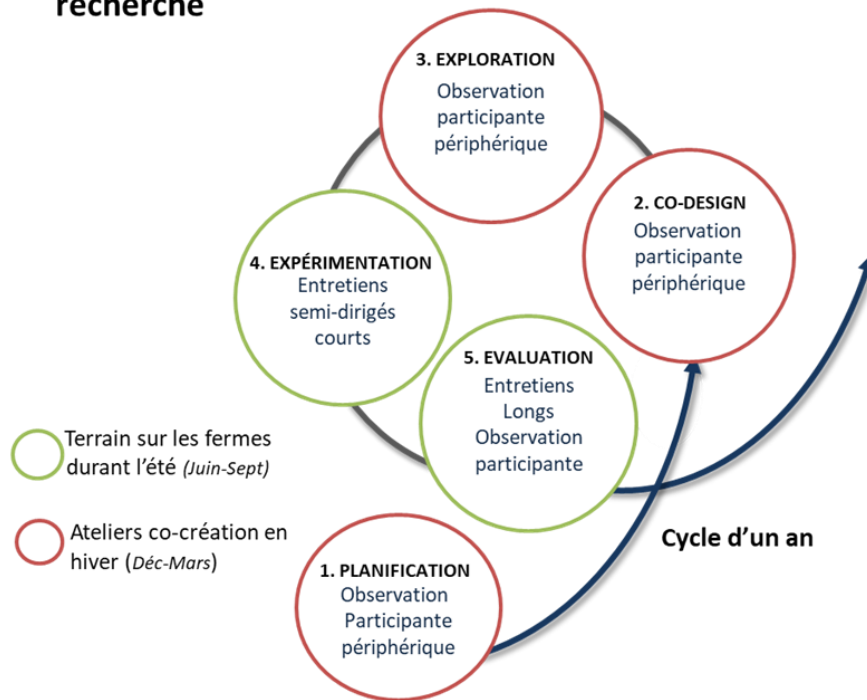 recherche
3. EXPLORATION
Observation
participante
périphérique
2. CO-DESIGN
Observation
participante
périphérique
4. EXPÉRIMENTATION
Entretiens
semi-dirigés
courts
5. EVALUATION
Entretiens
Longs
Observation
participante
Terrain sur les fermes
durant l'été (Juin-Sept)
Ateliers co-création en
hiver (Déc-Mars)
Cycle d'un an
1. PLANIFICATION
Observation
Participante
périphérique